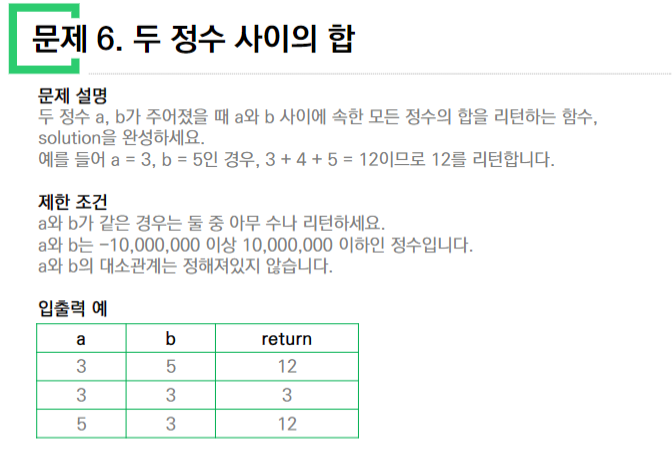 문제 6. 두 정수 사이의 합
문제 설명
두 정수 a, b가 주어졌을 때 a와 b 사이에 속한 모든 정수의 합을 리턴하는 함수,
solution을 완성하세요.
예를 들어 a = 3, b = 5인 경우, 3 + 4 + 5 = 12이므로 12를 리턴합니다.
제한 조건
a와 b가 같은 경우는 둘 중 아무 수나 리턴하세요.
a와 b는 -10,000,000 이상 10,000,000 이하인 정수입니다.
a와 b의 대소관계는 정해져있지 않습니다.
입출력 예
a b return
3 5 12
3 3 3
5 3 12